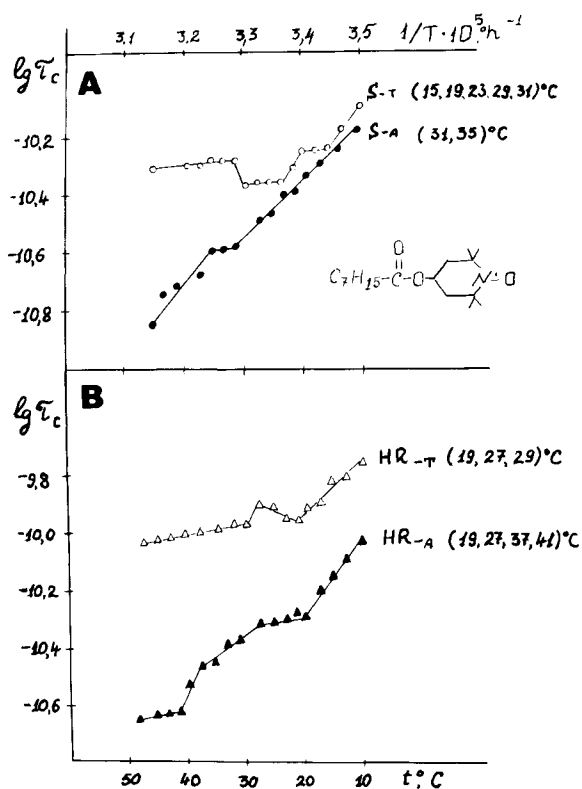 3,1 3,2 3,3 3,4 3,5 1/T·10⁵,°h⁻¹
lg τc
A
S-T (15,19,23,29,31)°C
S-A (31,35)°C
-10,2
-10,4
-10,6
-10,8
O
C₇H₁₅-C-O N-O
B
lg τc
HR-T (19,27,29)°C
-9,8
-10,0
HR-A (19,27,37,41)°C
-10,2
-10,4
-10,6
50 40 30 20 10 t°,C